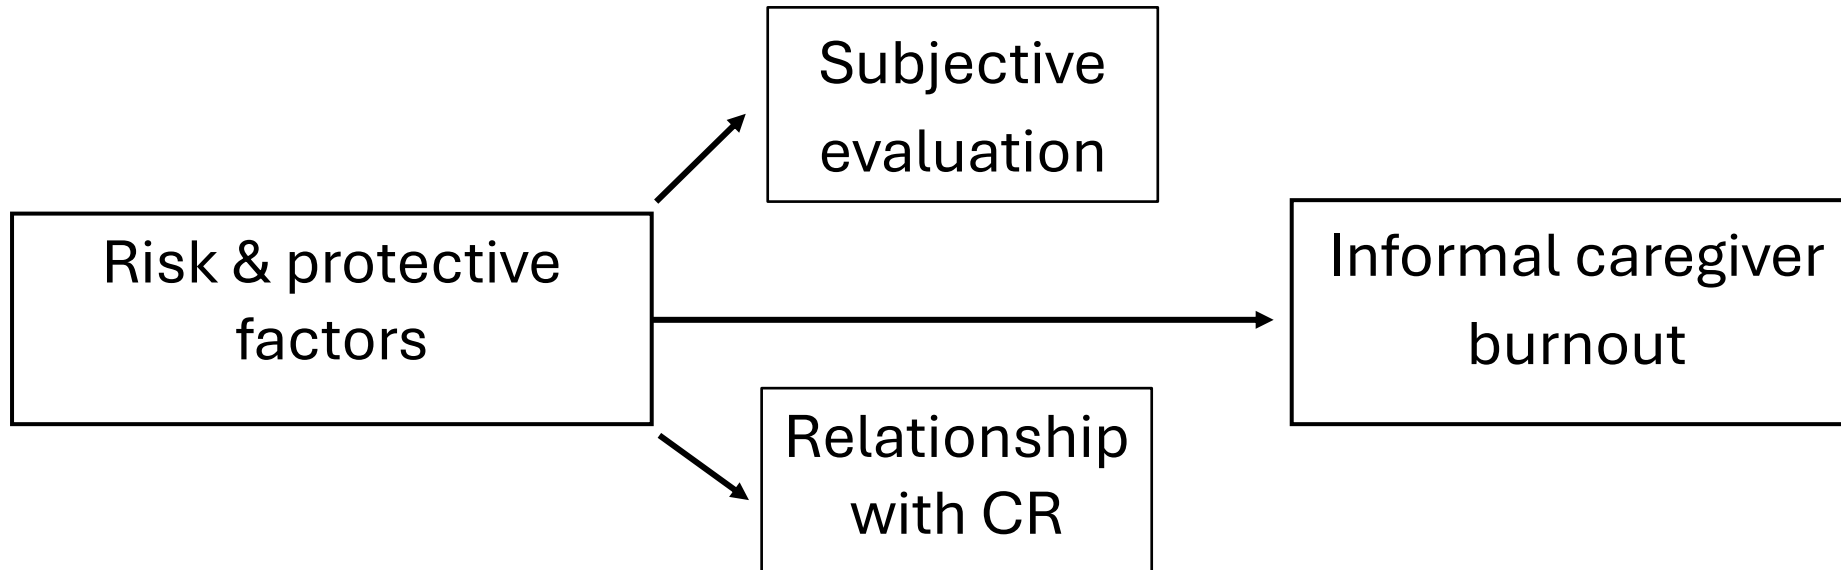 Subjective
evaluation
Risk & protective
factors
Informal caregiver
burnout
Relationship
with CR